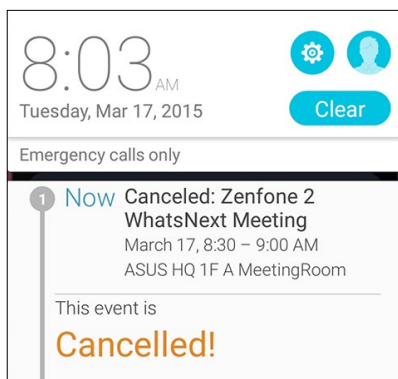 8:03 AM
Tuesday, Mar 17, 2015
Clear
Emergency calls only
1 Now Canceled: Zenfone 2
WhatsNext Meeting
March 17, 8:30 – 9:00 AM
ASUS HQ 1F A MeetingRoom
This event is
Cancelled!